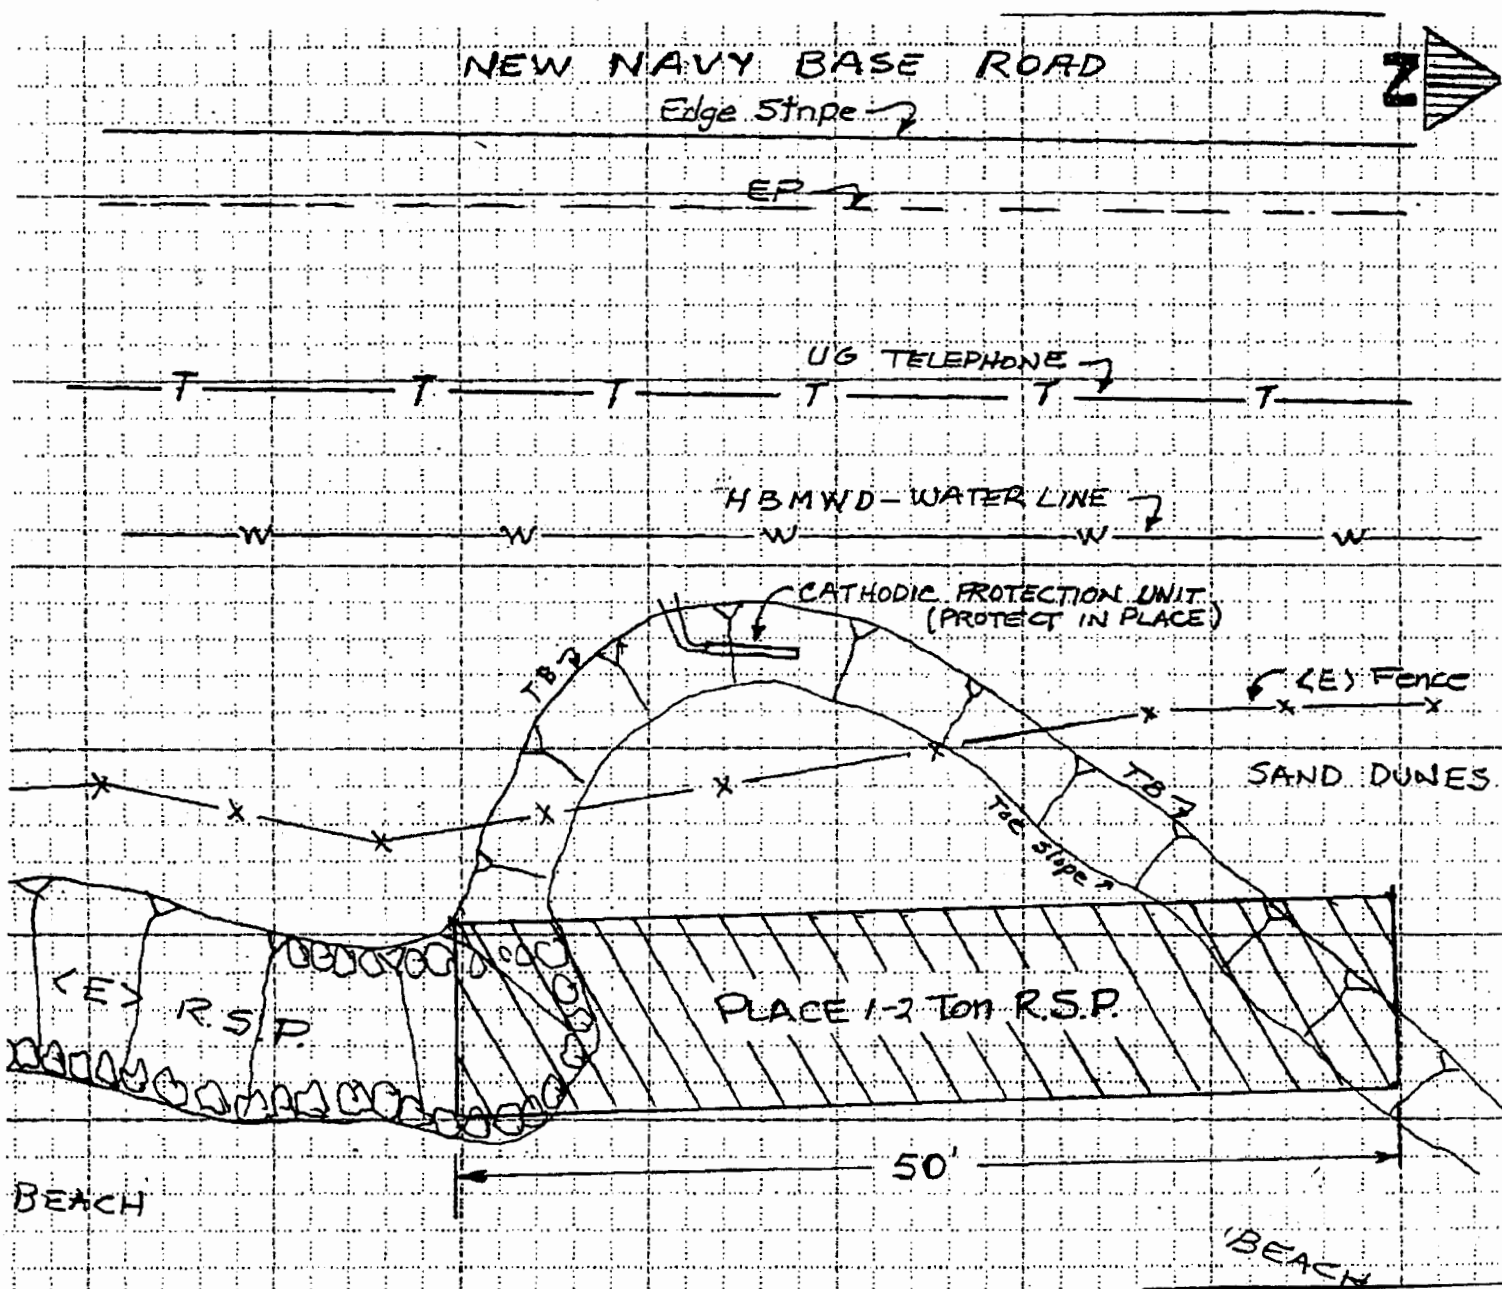 NEW NAVY BASE ROAD
N
Edge Stripe
EP
UG TELEPHONE
T T T T T T
HBMWD-WATER LINE
W W W W W
CATHODIC PROTECTION UNIT
(PROTECT IN PLACE)
TB
<E> Fence
SAND DUNES
TB
Toe slope
<E>
R.S.P.
PLACE 1-2 Ton R.S.P.
50'
BEACH
BEACH